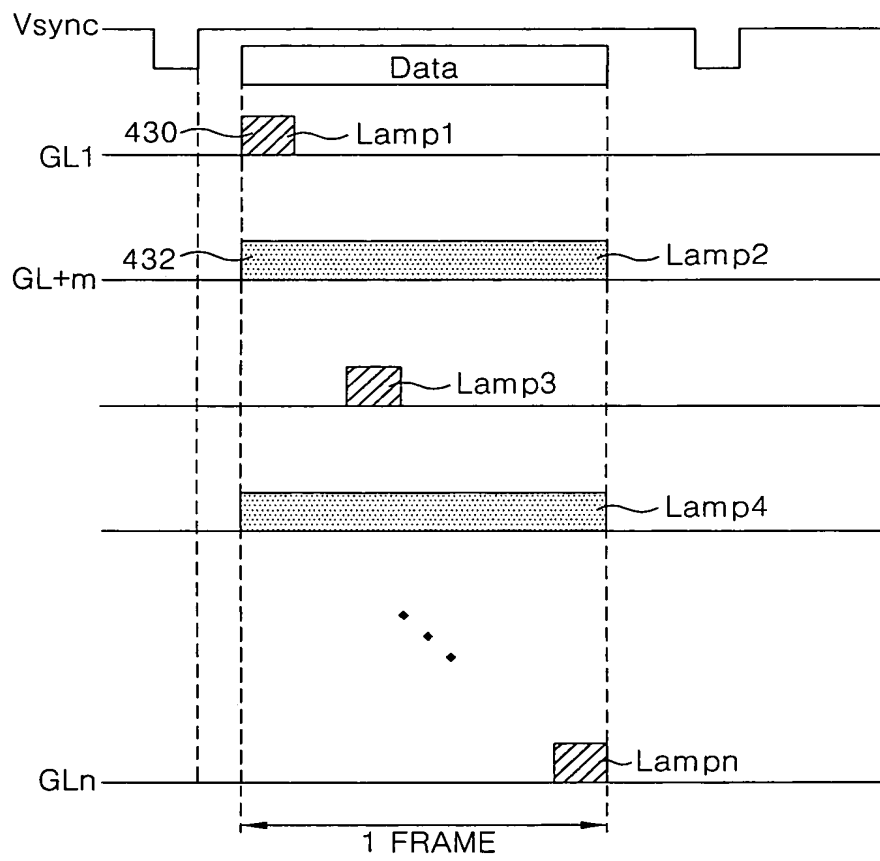 Vsync
Data
430
Lamp1
GL1
432
Lamp2
GL+m
Lamp3
Lamp4
Lampn
GLn
1 FRAME